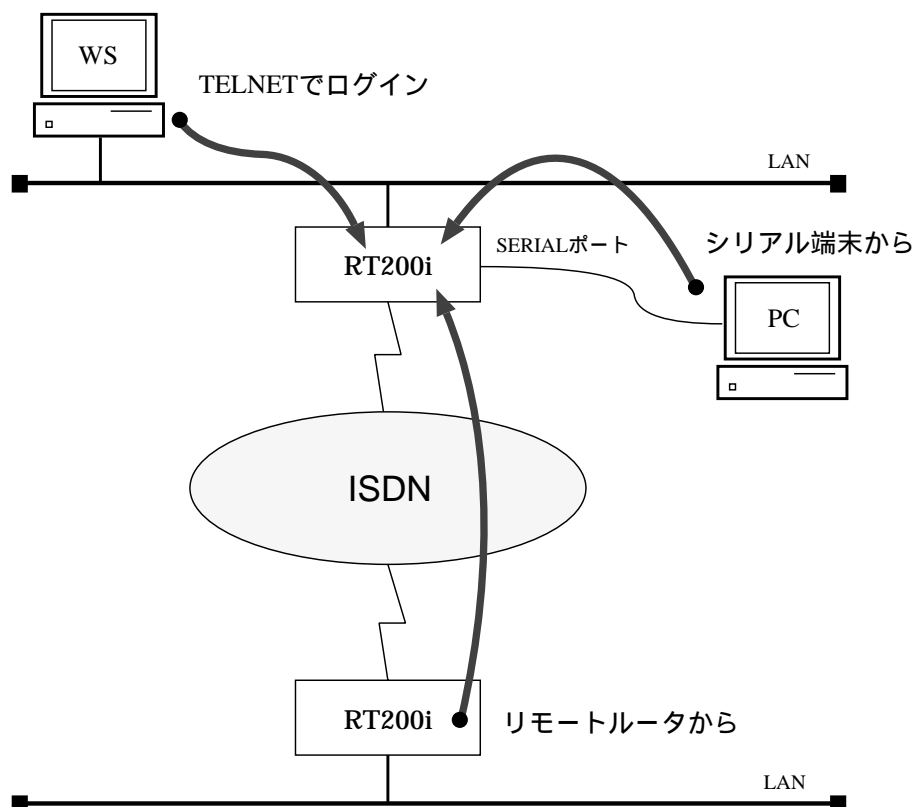 WS
TELNETでログイン
LAN
SERIALポート
シリアル端末から
RT200i
PC
ISDN
RT200i
リモートルータから
LAN